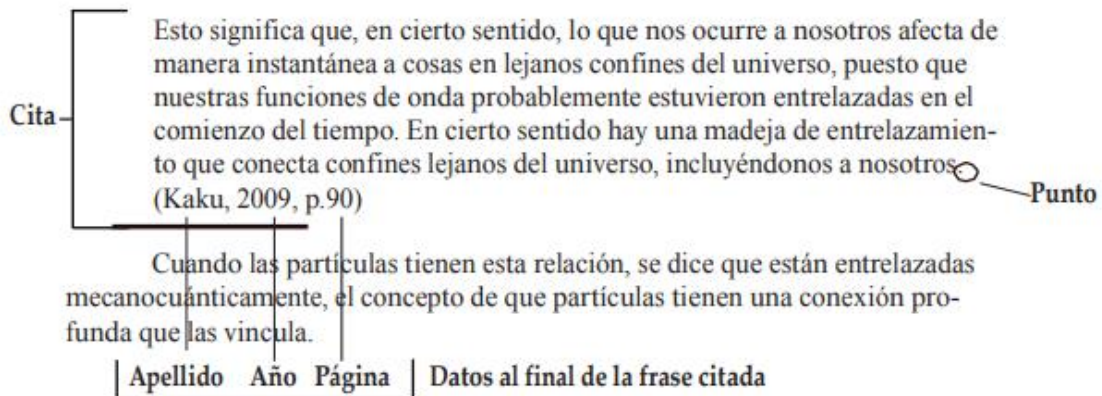 Esto significa que, en cierto sentido, lo que nos ocurre a nosotros afecta de
manera instantánea a cosas en lejanos confines del universo, puesto que
nuestras funciones de onda probablemente estuvieron entrelazadas en el
Cita
comienzo del tiempo. En cierto sentido hay una madeja de entrelazamien-
to que conecta confines lejanos del universo, incluyéndonos a nosotros.
(Kaku, 2009, p.90)
Punto
Cuando las partículas tienen esta relación, se dice que están entrelazadas
mecanocuánticamente, el concepto de que partículas tienen una conexión pro-
funda que las vincula.
Apellido Año Página Datos al final de la frase citada